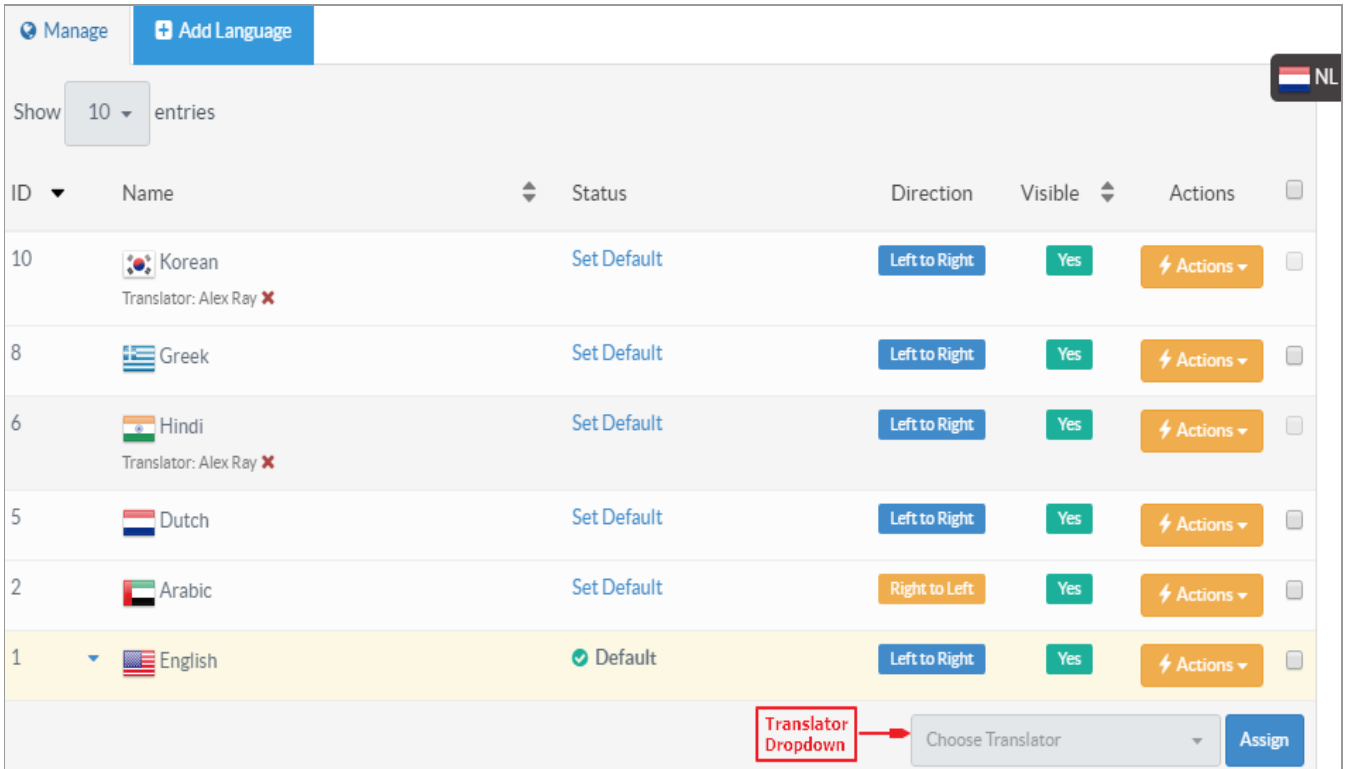 Manage Add Language
NL
Show 10 entries
ID Name Status Direction Visible Actions
10 Korean Set Default Left to Right Yes Actions
Translator: Alex Ray
8 Greek Set Default Left to Right Yes Actions
6 Hindi Set Default Left to Right Yes Actions
Translator: Alex Ray
5 Dutch Set Default Left to Right Yes Actions
2 Arabic Set Default Right to Left Yes Actions
1 English Default Left to Right Yes Actions
Translator
Dropdown
Choose Translator Assign